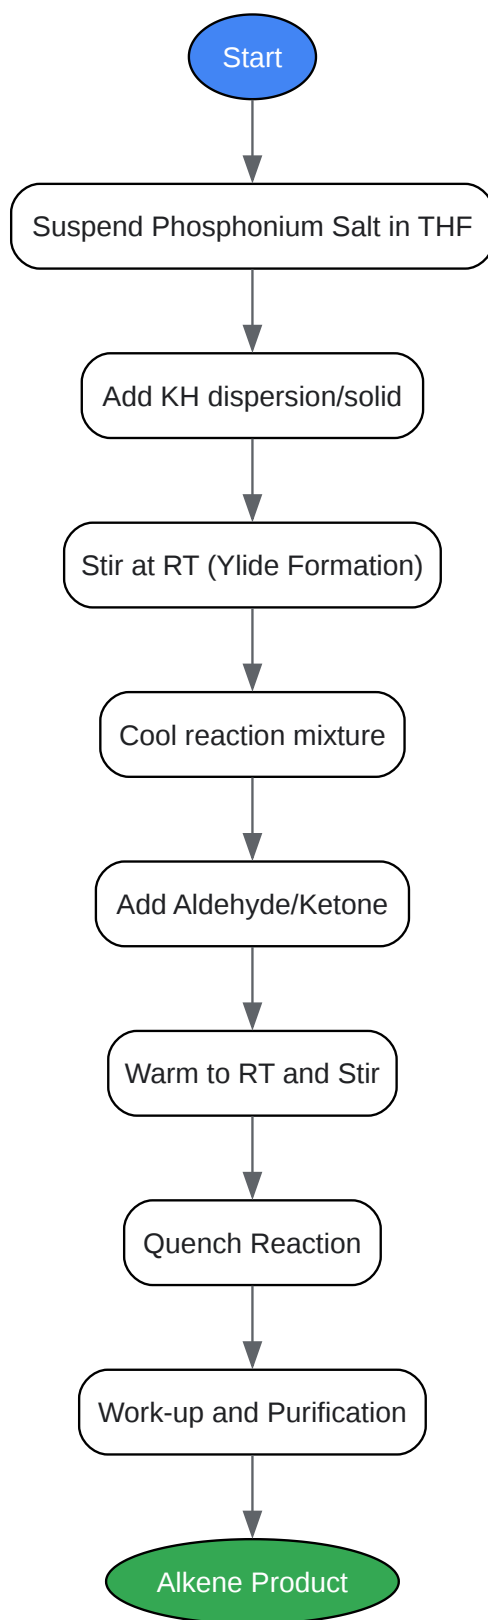 Start
Suspend Phosphonium Salt in THF
Add KH dispersion/solid
Stir at RT (Ylide Formation)
Cool reaction mixture
Add Aldehyde/Ketone
Warm to RT and Stir
Quench Reaction
Work-up and Purification
Alkene Product